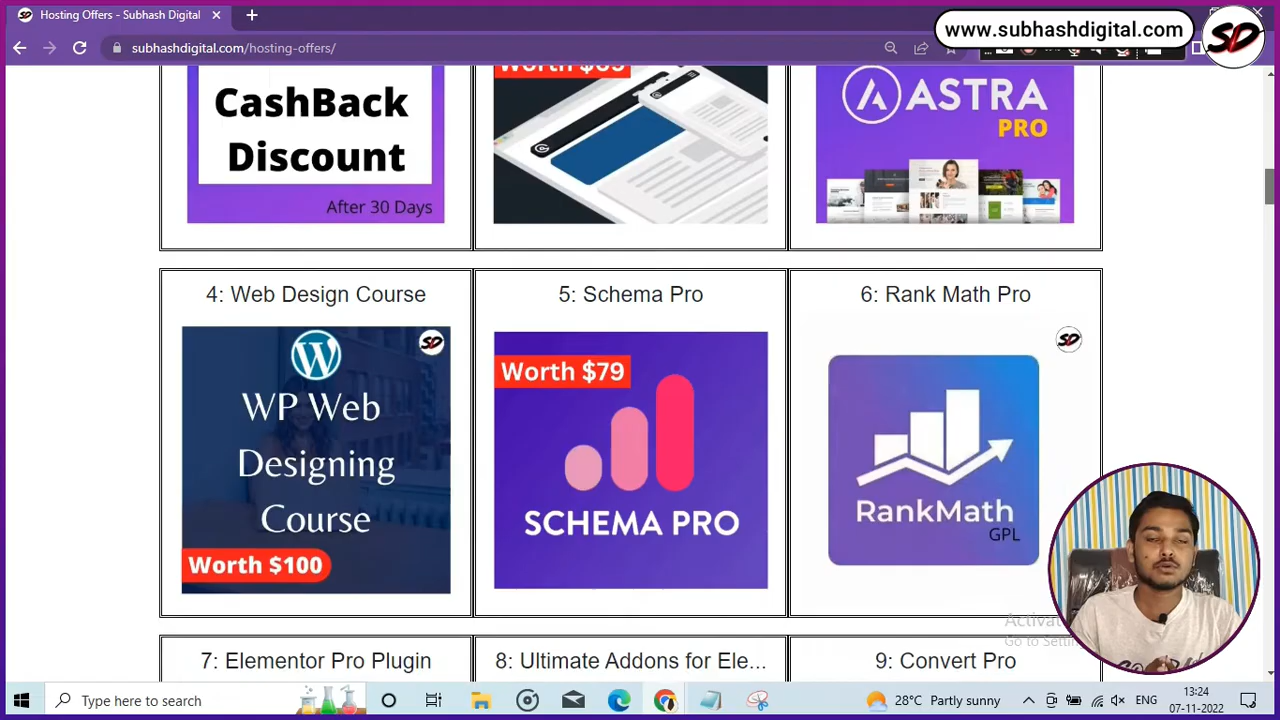 Hosting Offers - Subhash Digital
www.subhashdigital.com
SD
subhashdigital.com/hosting-offers/
CashBack
Discount
After 30 Days
ASTRA
PRO
4: Web Design Course
5: Schema Pro
6: Rank Math Pro
SD
W
WP Web
Designing
Course
Worth $100
Worth $79
SCHEMA PRO
SD
RankMath
GPL
7: Elementor Pro Plugin
8: Ultimate Addons for Ele...
9: Convert Pro
Type here to search
28°C Partly sunny
ENG
13:24
07-11-2022